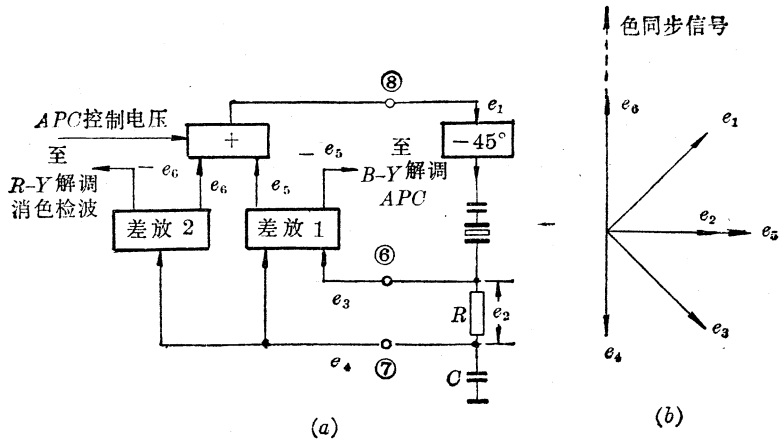 ⑧
e₁
APC控制电压
+
-45°
至
R-Y解调
消色检波
-e₆
e₆
e₅
-e₅
至
B-Y解调
APC
差放2
差放1
⑥
e₃
R
e₂
⑦
e₄
C
(a)
色同步信号
e₆
e₁
e₂
e₅
e₃
e₄
(b)